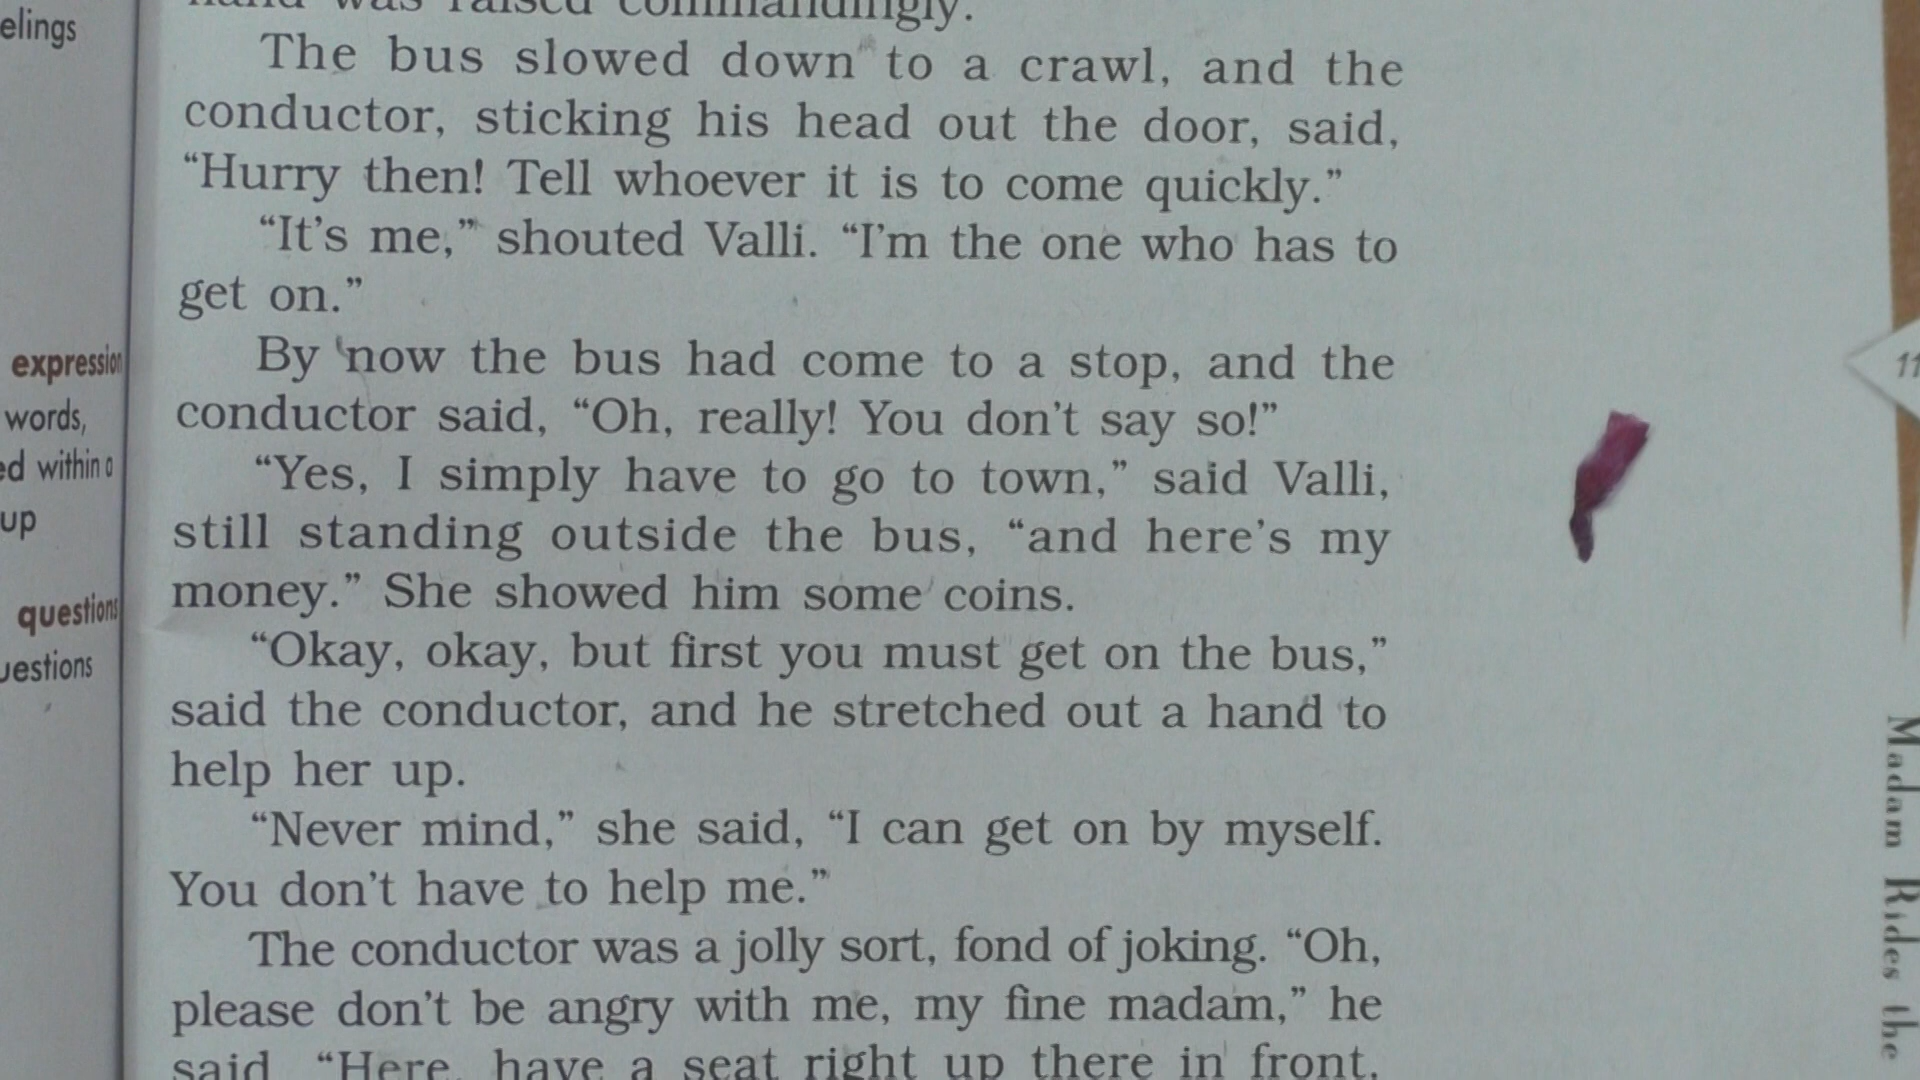 elings
expression
words,
ed within a
up
questions
uestions
hand was raised commandingly.
The bus slowed down to a crawl, and the
conductor, sticking his head out the door, said,
“Hurry then! Tell whoever it is to come quickly.”
“It's me,” shouted Valli. “I'm the one who has to
get on.”
By now the bus had come to a stop, and the
conductor said, “Oh, really! You don't say so!”
“Yes, I simply have to go to town,” said Valli,
still standing outside the bus, “and here's my
money.” She showed him some coins.
“Okay, okay, but first you must get on the bus,”
said the conductor, and he stretched out a hand to
help her up.
“Never mind,” she said, “I can get on by myself.
You don't have to help me.”
The conductor was a jolly sort, fond of joking. “Oh,
please don't be angry with me, my fine madam,” he
said. “Here, have a seat right up there in front.
11
Madam Rides the